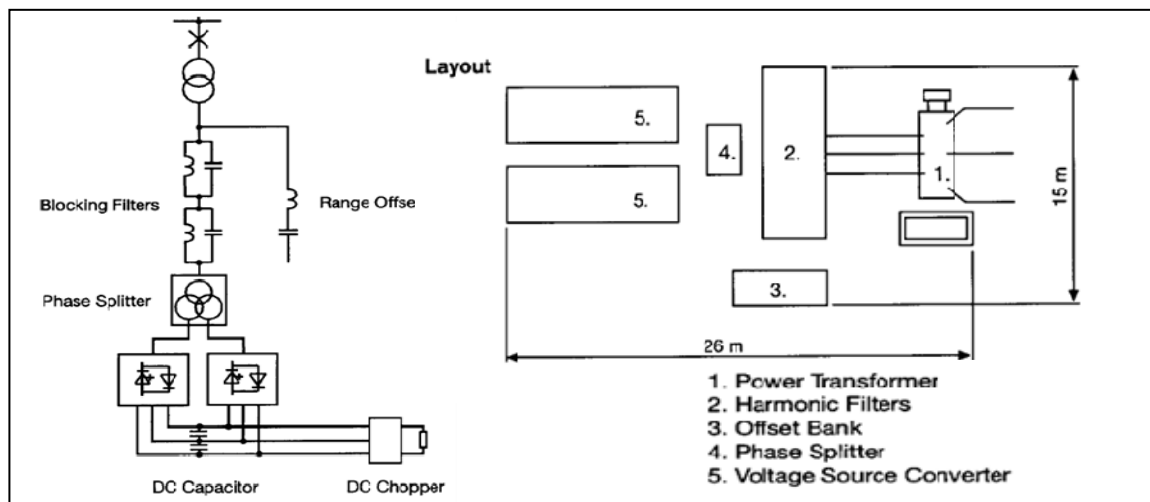 Layout
Blocking Filters
Range Offse
Phase Splitter
DC Capacitor
DC Chopper
5.
5.
4.
2.
1.
3.
15 m
26 m
1. Power Transformer
2. Harmonic Filters
3. Offset Bank
4. Phase Splitter
5. Voltage Source Converter